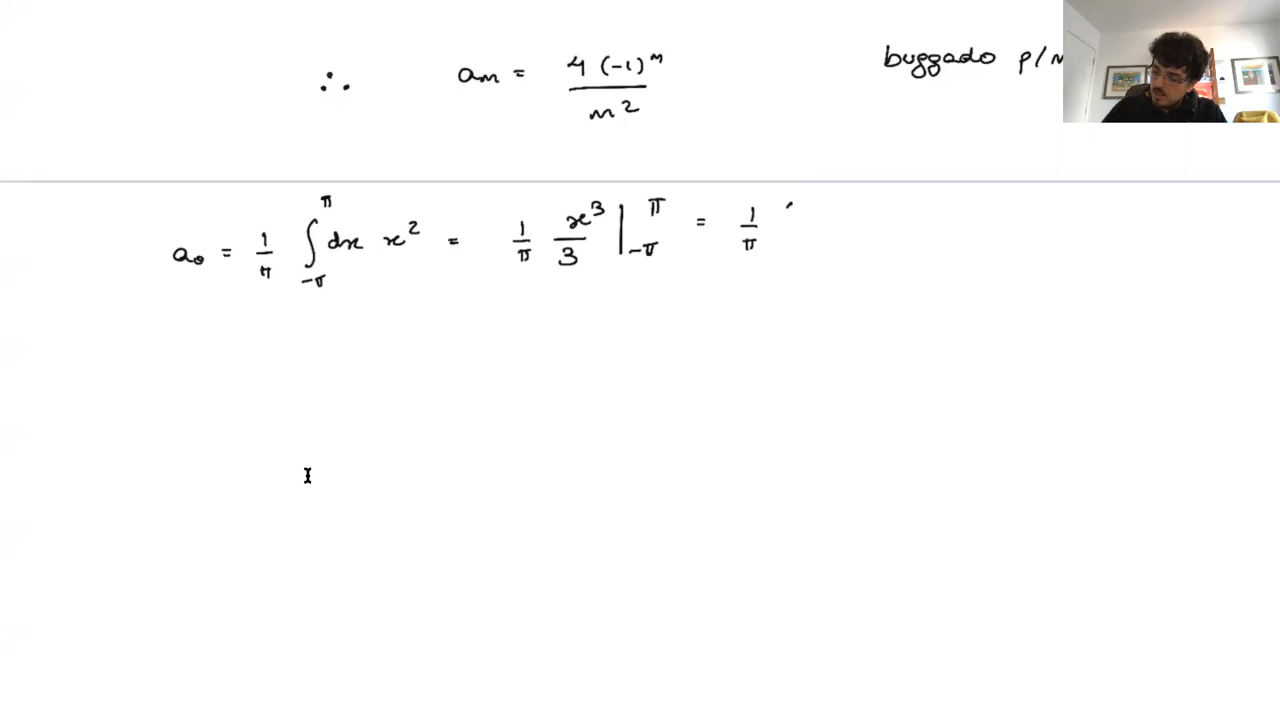 ∴ aₙ = 4 (-1)ⁿ / n² buggado p/
a₀ = 1/π ∫_{-π}^{π} dx x² = 1/π x³/3 |_{-π}^{π} = 1/π